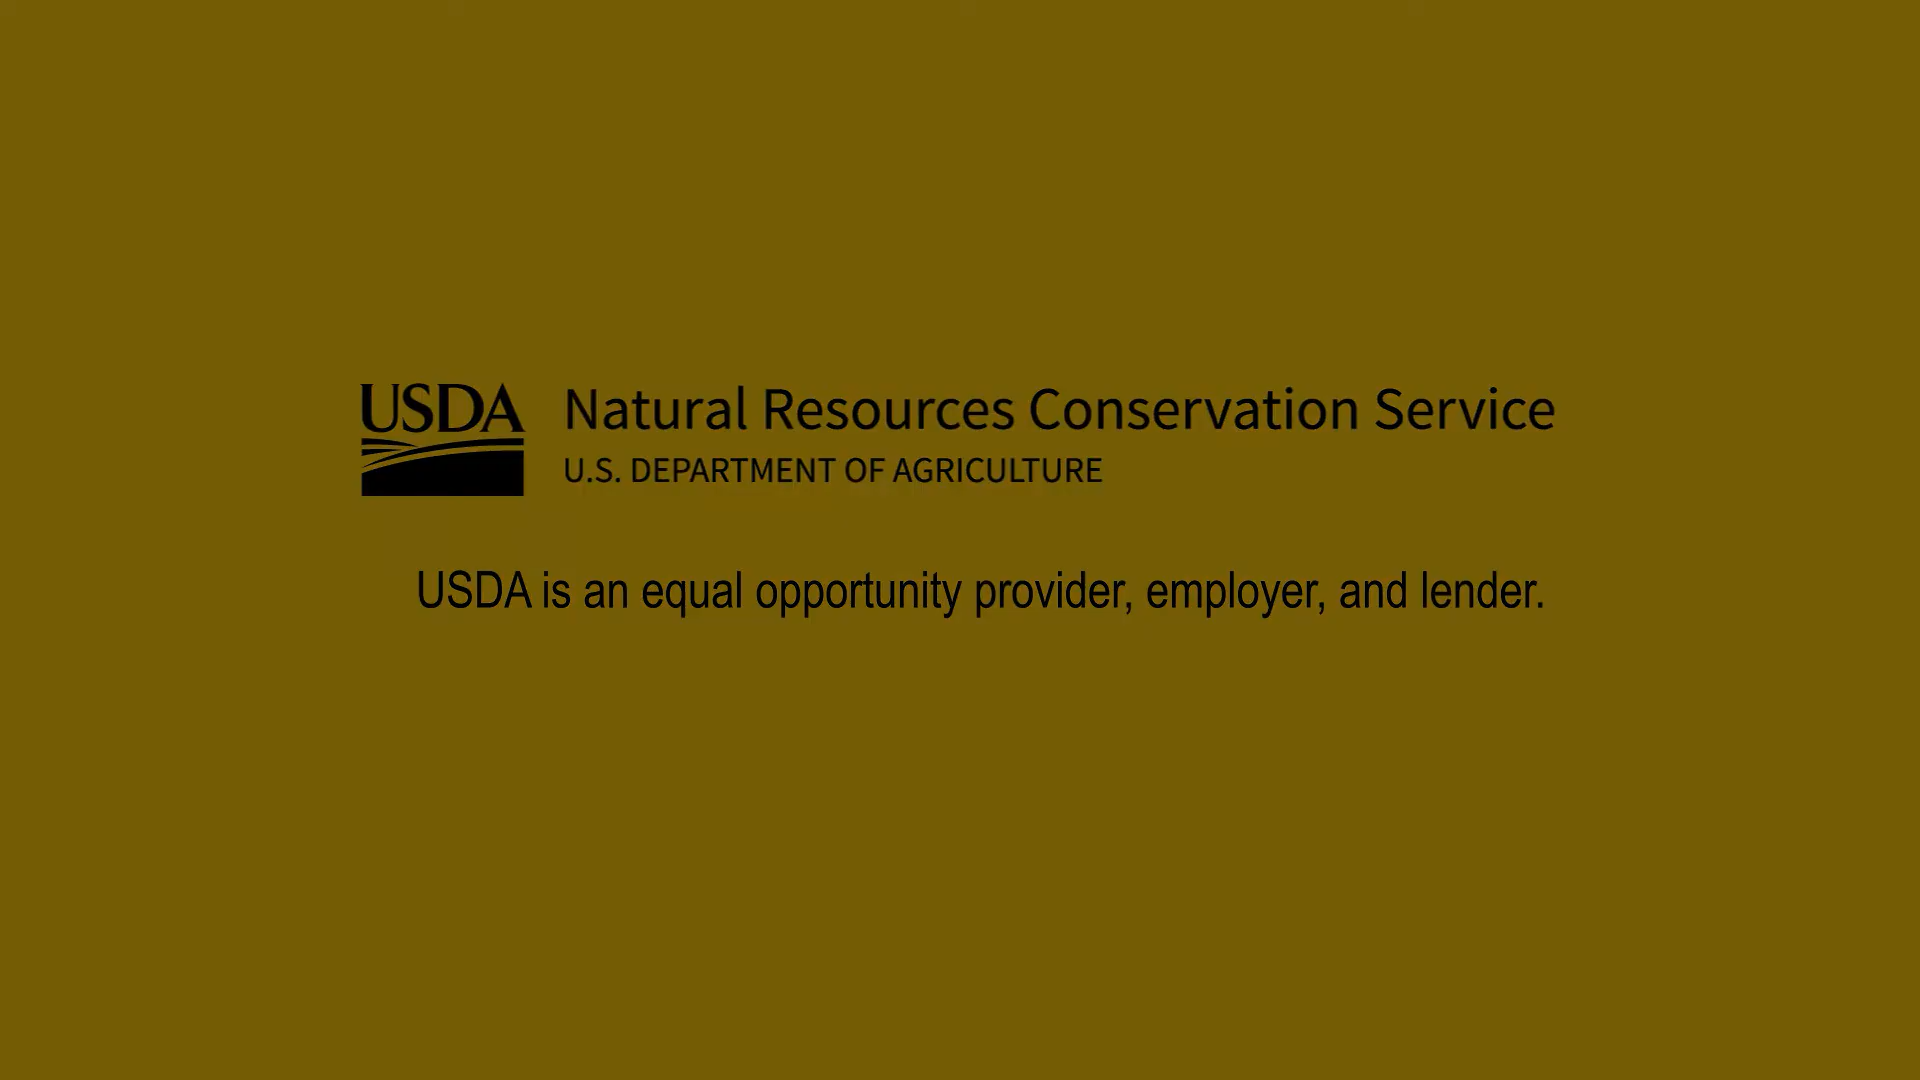 USDA
Natural Resources Conservation Service
U.S. DEPARTMENT OF AGRICULTURE
USDA is an equal opportunity provider, employer, and lender.